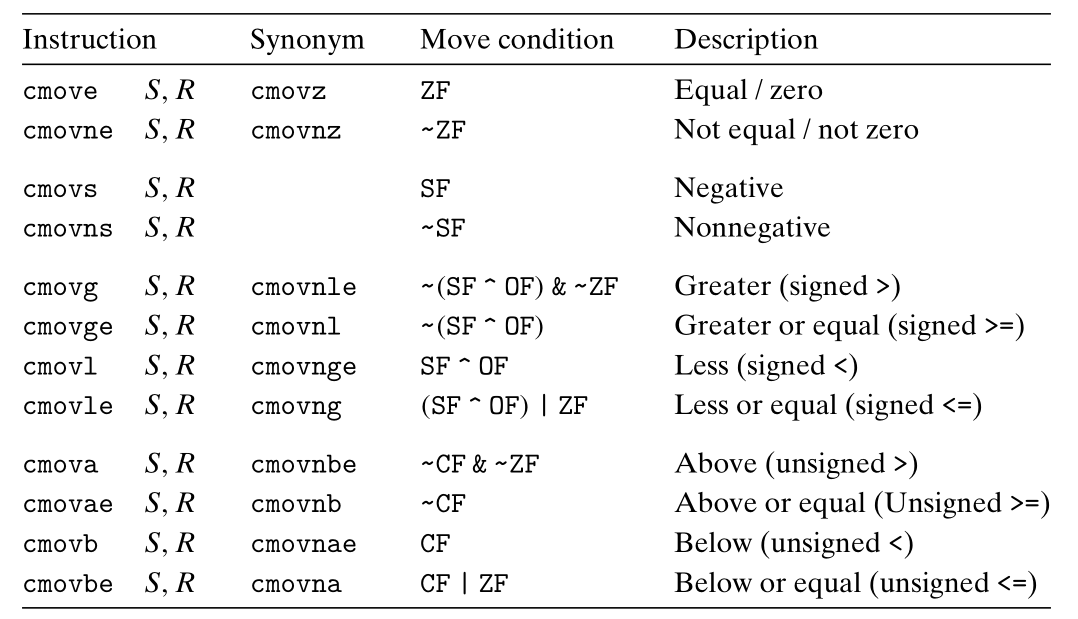 Instruction Synonym Move condition Description
cmove S, R cmovz ZF Equal / zero
cmovne S, R cmovnz ~ZF Not equal / not zero
cmovs S, R SF Negative
cmovns S, R ~SF Nonnegative
cmovg S, R cmovnle ~(SF ^ OF) & ~ZF Greater (signed >)
cmovge S, R cmovnl ~(SF ^ OF) Greater or equal (signed >=)
cmovl S, R cmovnge SF ^ OF Less (signed <)
cmovle S, R cmovng (SF ^ OF) | ZF Less or equal (signed <=)
cmova S, R cmovnbe ~CF & ~ZF Above (unsigned >)
cmovae S, R cmovnb ~CF Above or equal (Unsigned >=)
cmovb S, R cmovnae CF Below (unsigned <)
cmovbe S, R cmovna CF | ZF Below or equal (unsigned <=)